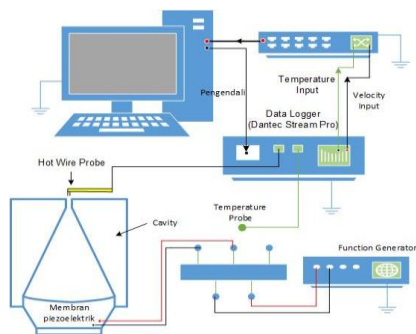 Temperature
Input
Velocity
Input
Pengendali
Data Logger
(Dantec Stream Pro)
Hot Wire Probe
Temperature
Probe
Cavity
Function Generator
Membran
piezoelektrik